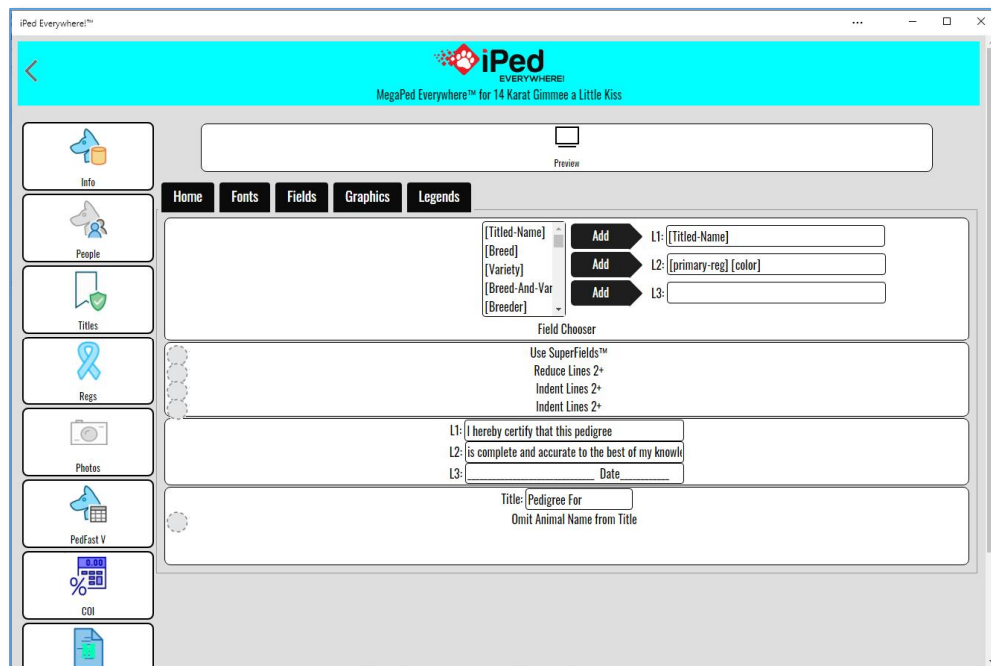 iPed Everywhere!™
iPed
EVERYWHERE!
MegaPed Everywhere™ for 14 Karat Gimmee a Little Kiss
Preview
Info
People
Titles
Regs
Photos
PedFast V
0.00
%
COI
Home Fonts Fields Graphics Legends
[Titled-Name] Add L1: [Titled-Name]
[Breed]
Add L2: [primary-reg] [color]
[Variety]
[Breed-And-Var Add L3:
[Breeder]
Field Chooser
Use SuperFields™
Reduce Lines 2+
Indent Lines 2+
Indent Lines 2+
L1: I hereby certify that this pedigree
L2: is complete and accurate to the best of my knowle
L3: ____________________________ Date___________
Title: Pedigree For
Omit Animal Name from Title